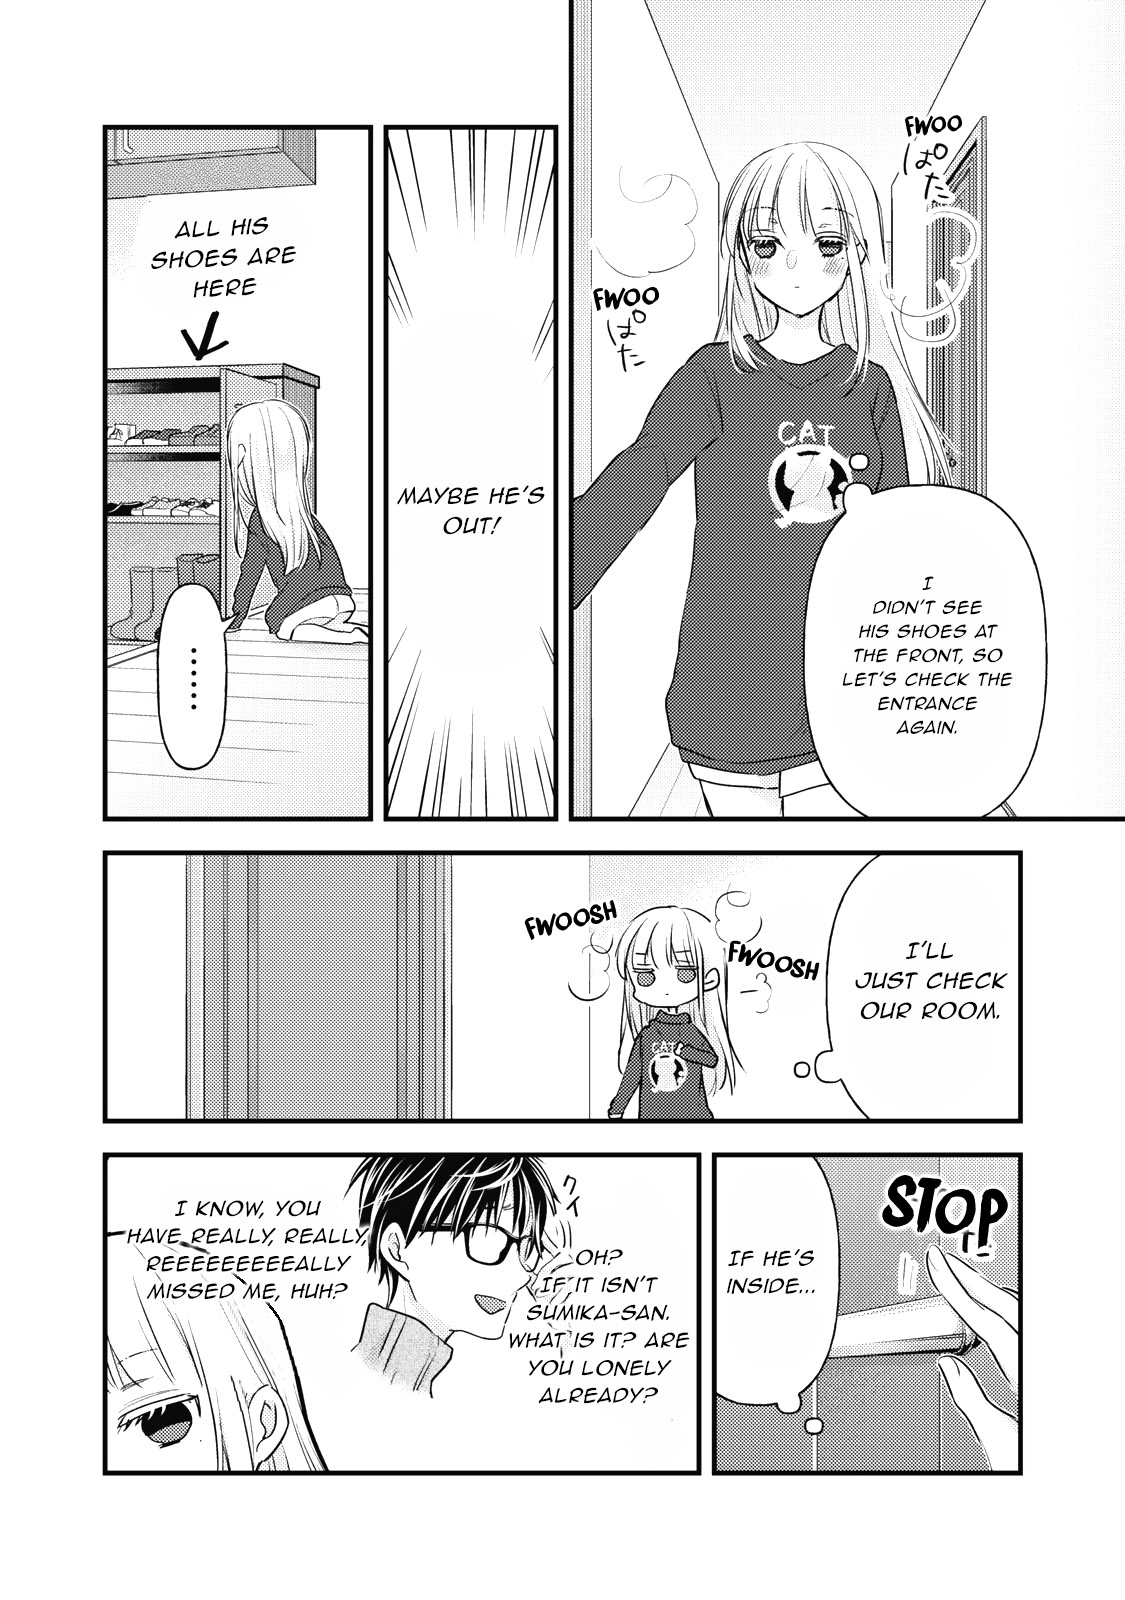 FWOO
ぱた
FWOO
ぱた
CAT
I
DIDN'T SEE
HIS SHOES AT
THE FRONT, SO
LET'S CHECK THE
ENTRANCE
AGAIN.
MAYBE HE'S
OUT!
ALL HIS
SHOES ARE
HERE
.......
I'LL
JUST CHECK
OUR ROOM.
FWOOSH
FWOOSH
CAT
STOP
IF HE'S
INSIDE...
クイ
OH?
IF IT ISN'T
SUMIKA-SAN.
WHAT IS IT? ARE
YOU LONELY
ALREADY?
I KNOW, YOU
HAVE REALLY, REALLY,
REEEEEEEEEALLY
MISSED ME, HUH?